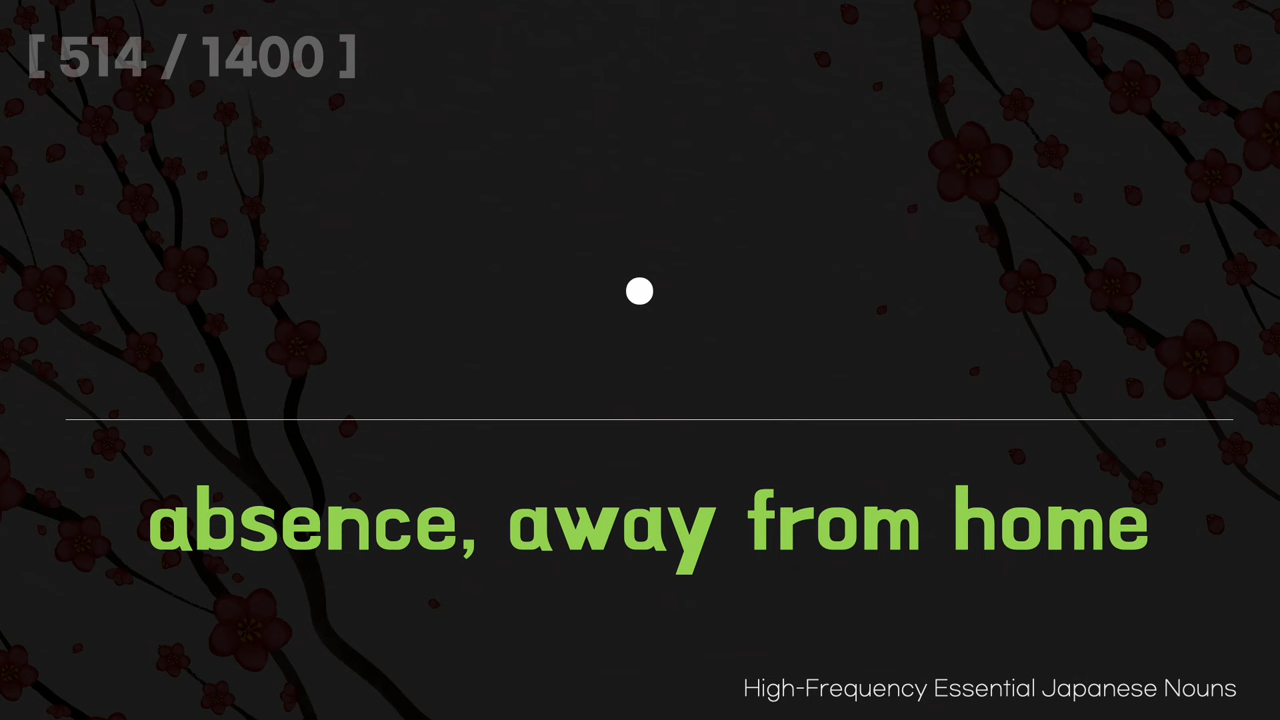 [ 514 / 1400 ]
absence, away from home
High-Frequency Essential Japanese Nouns